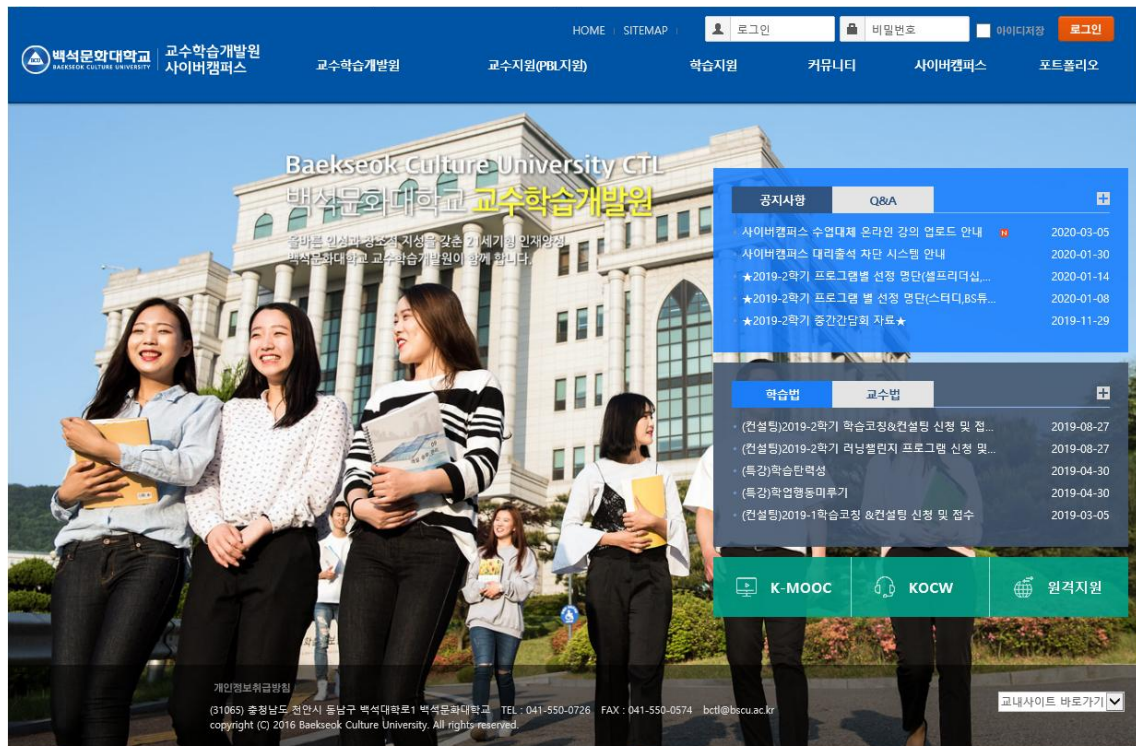 HOME | SITEMAP | 로그인 비밀번호 아이디저장 로그인
백석문화대학교
BAEKSEOK CULTURE UNIVERSITY
교수학습개발원
사이버캠퍼스
교수학습개발원 교수지원(PBL지원) 학습지원 커뮤니티 사이버캠퍼스 포트폴리오
Baekseok Culture University CTL
백석문화대학교 교수학습개발원
올바른 인성과 창조적 지성을 갖춘 21세기형 인재양성
백석문화대학교 교수학습개발원이 함께 합니다.
공지사항 Q&A
사이버캠퍼스 수업대체 온라인 강의 업로드 안내 N 2020-03-05
사이버캠퍼스 대리출석 차단 시스템 안내 2020-01-30
★2019-2학기 프로그램별 선정 명단(셀프리더십,... 2020-01-14
★2019-2학기 프로그램 별 선정 명단(스터디,BS튜... 2020-01-08
★2019-2학기 중간간담회 자료★ 2019-11-29
학습법 교수법
(컨설팅)2019-2학기 학습코칭&컨설팅 신청 및 접... 2019-08-27
(컨설팅)2019-2학기 러닝챌린지 프로그램 신청 및... 2019-08-27
(특강)학습탄력성 2019-04-30
(특강)학업행동미루기 2019-04-30
(컨설팅)2019-1학습코칭 &컨설팅 신청 및 접수 2019-03-05
K-MOOC KOCW 원격지원
개인정보취급방침
(31065) 충청남도 천안시 동남구 백석대학로1 백석문화대학교 TEL : 041-550-0726 FAX : 041-550-0574 bctl@bscu.ac.kr
copyright (C) 2016 Baekseok Culture University. All rights reserved.
교내사이트 바로가기